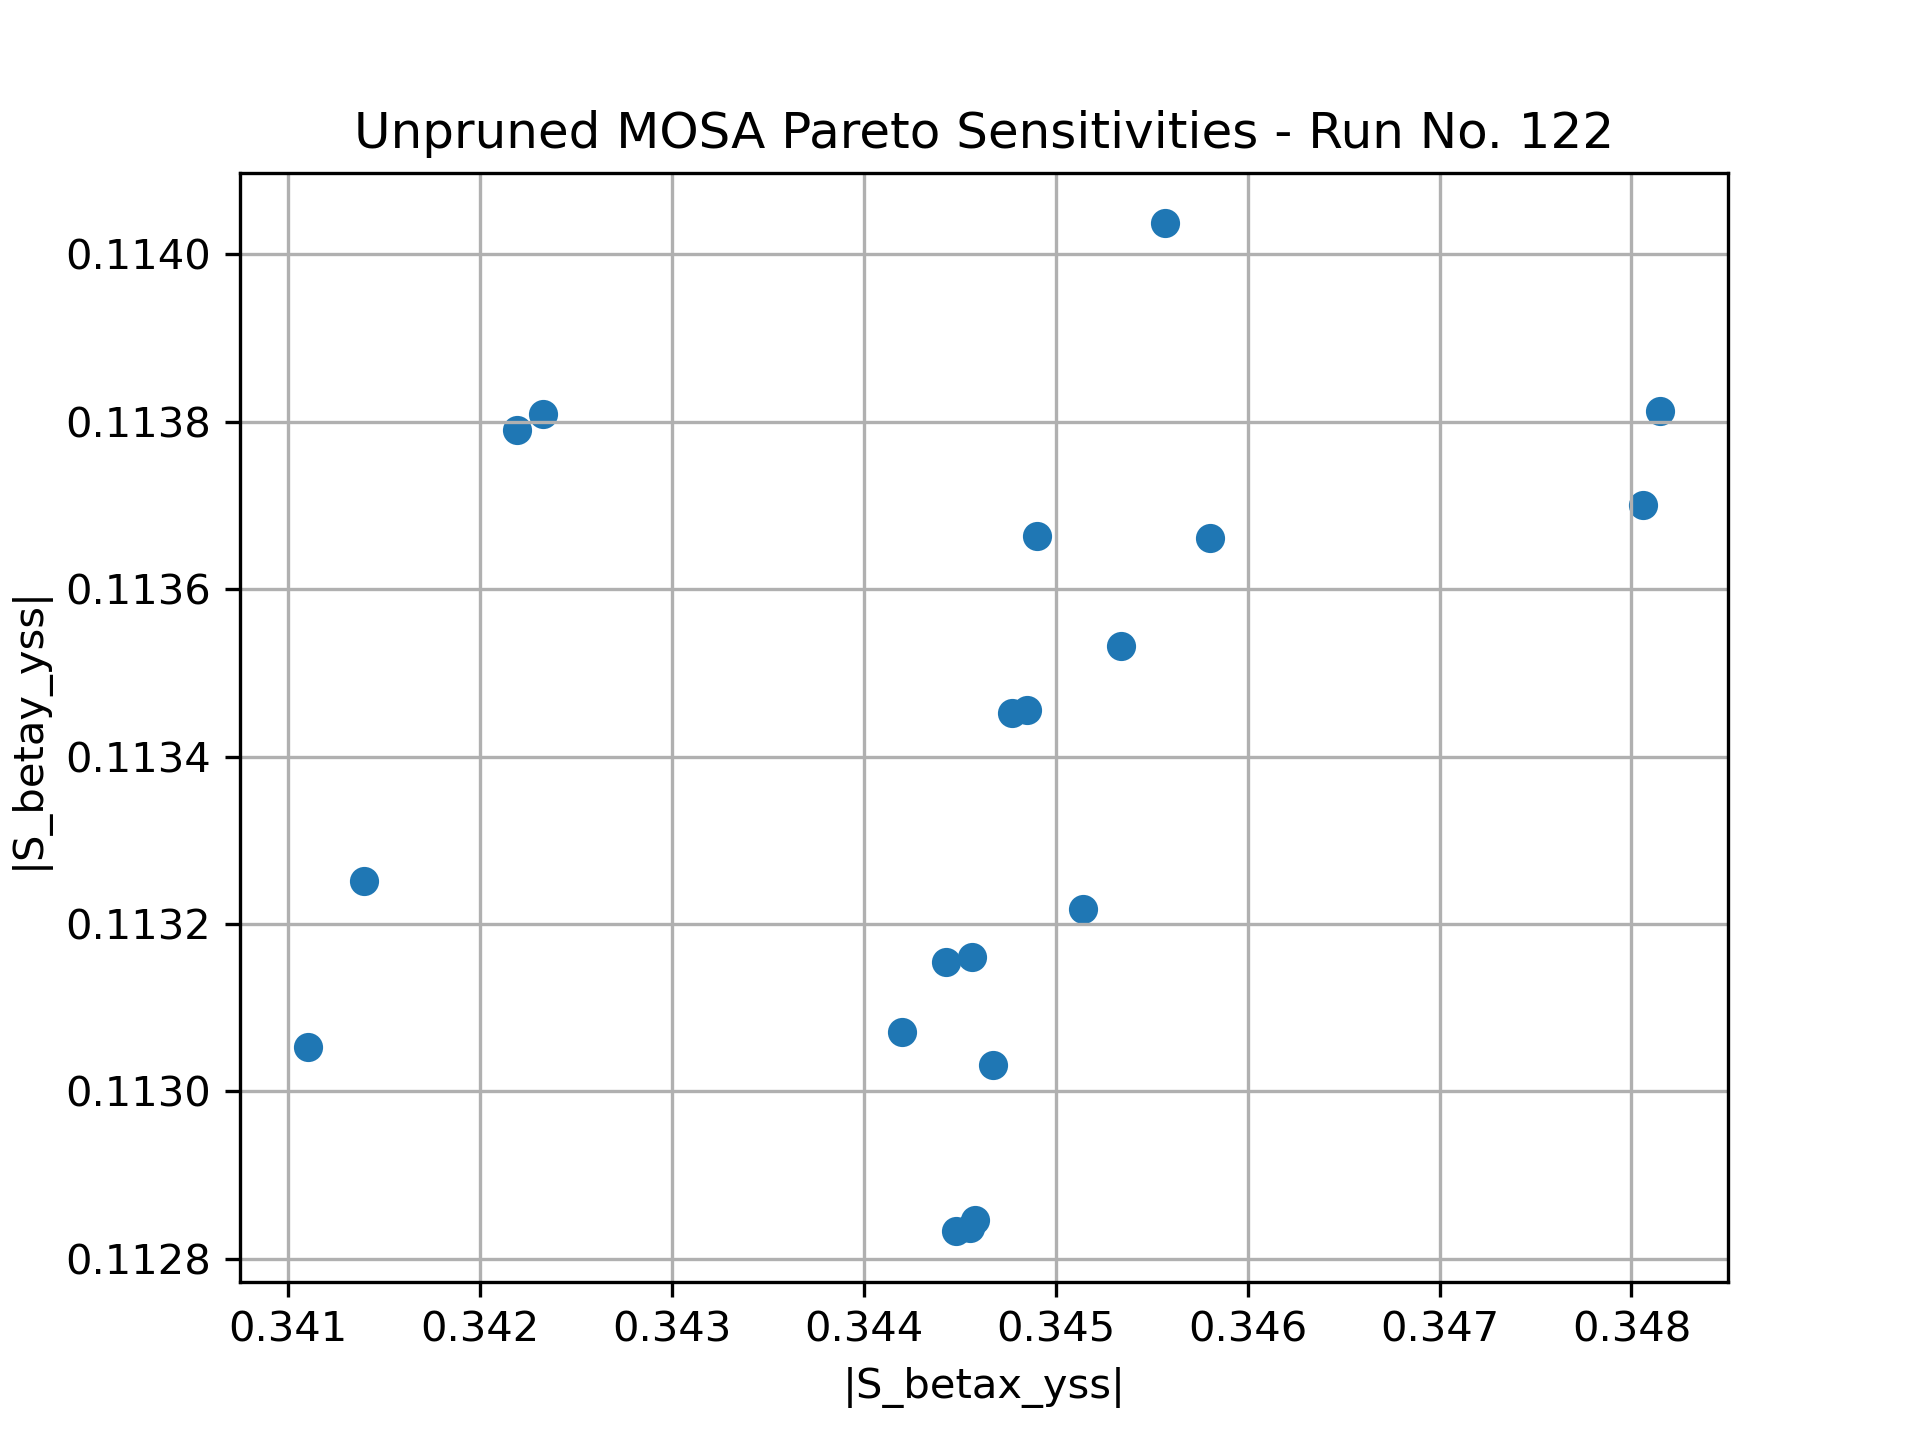 Unpruned MOSA Pareto Sensitivities - Run No. 122
0.1140
0.1138
0.1136
0.1134
0.1132
0.1130
0.1128
|S_betay_yss|
0.341 0.342 0.343 0.344 0.345 0.346 0.347 0.348
|S_betax_yss|